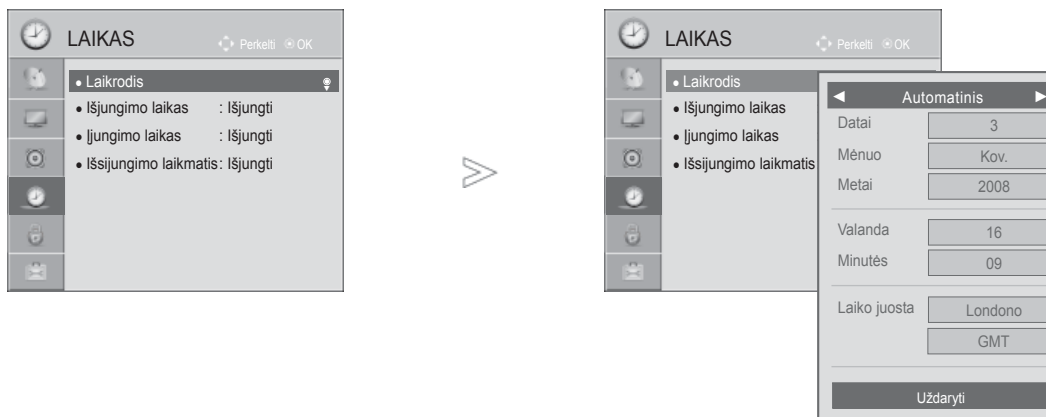 LAIKAS
Perkelti OK
• Laikrodis
• Išjungimo laikas : Išjungti
• Įjungimo laikas : Išjungti
• Išsijungimo laikmatis: Išjungti
LAIKAS
Perkelti OK
• Laikrodis
• Išjungimo laikas
• Įjungimo laikas
• Išsijungimo laikmatis
◄ Automatinis ►
Datai 3
Mėnuo Kov.
Metai 2008
Valanda 16
Minutės 09
Laiko juosta Londono
GMT
Uždaryti